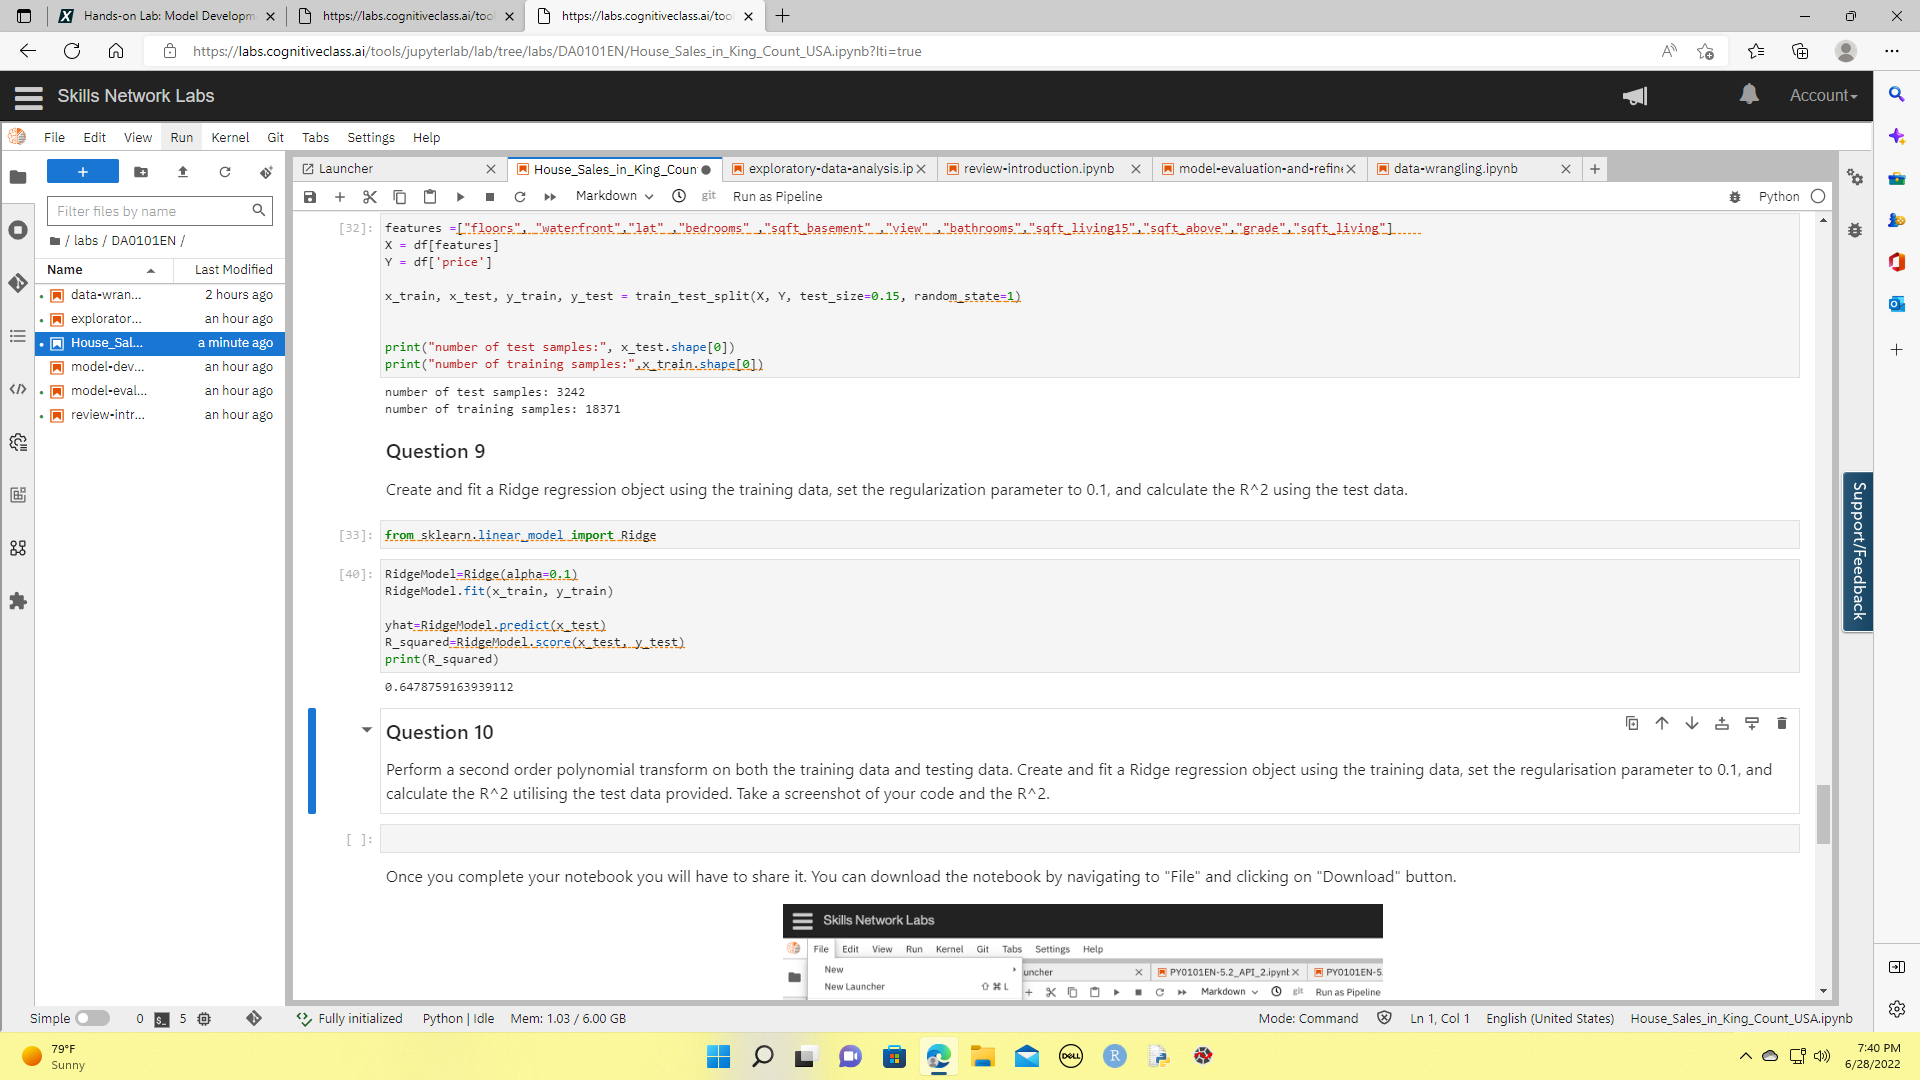 Hands-on Lab: Model Developm
https://labs.cognitiveclass.ai/tool
https://labs.cognitiveclass.ai/tool
https://labs.cognitiveclass.ai/tools/jupyterlab/lab/tree/labs/DA0101EN/House_Sales_in_King_Count_USA.ipynb?lti=true
Skills Network Labs
Account
File Edit View Run Kernel Git Tabs Settings Help
Launcher
House_Sales_in_King_Coun
exploratory-data-analysis.ip
review-introduction.ipynb
model-evaluation-and-refine
data-wrangling.ipynb
Markdown
git
Run as Pipeline
Python
Filter files by name
/ labs / DA0101EN /
Name Last Modified
data-wran... 2 hours ago
explorator... an hour ago
House_Sal... a minute ago
model-dev... an hour ago
model-eval... an hour ago
review-intr... an hour ago
[32]: features =["floors", "waterfront","lat" ,"bedrooms" ,"sqft_basement" ,"view" ,"bathrooms","sqft_living15","sqft_above","grade","sqft_living"]
X = df[features]
Y = df['price']
x_train, x_test, y_train, y_test = train_test_split(X, Y, test_size=0.15, random_state=1)
print("number of test samples:", x_test.shape[0])
print("number of training samples:",x_train.shape[0])
number of test samples: 3242
number of training samples: 18371
Question 9
Create and fit a Ridge regression object using the training data, set the regularization parameter to 0.1, and calculate the R^2 using the test data.
[33]: from sklearn.linear_model import Ridge
[40]: RidgeModel=Ridge(alpha=0.1)
RidgeModel.fit(x_train, y_train)
yhat=RidgeModel.predict(x_test)
R_squared=RidgeModel.score(x_test, y_test)
print(R_squared)
0.6478759163939112
Question 10
Perform a second order polynomial transform on both the training data and testing data. Create and fit a Ridge regression object using the training data, set the regularisation parameter to 0.1, and
calculate the R^2 utilising the test data provided. Take a screenshot of your code and the R^2.
[ ]:
Once you complete your notebook you will have to share it. You can download the notebook by navigating to "File" and clicking on "Download" button.
Skills Network Labs
File Edit View Run Kernel Git Tabs Settings Help
New
uncher
PY0101EN-5.2_API_2.ipynb
PY0101EN-5
New Launcher ⇧ ⌘ L
Markdown
git
Run as Pipeline
Support/Feedback
Simple
0
5
Fully initialized
Python | Idle
Mem: 1.03 / 6.00 GB
Mode: Command
Ln 1, Col 1
English (United States)
House_Sales_in_King_Count_USA.ipynb
79°F
Sunny
DELL
R
7:40 PM
6/28/2022